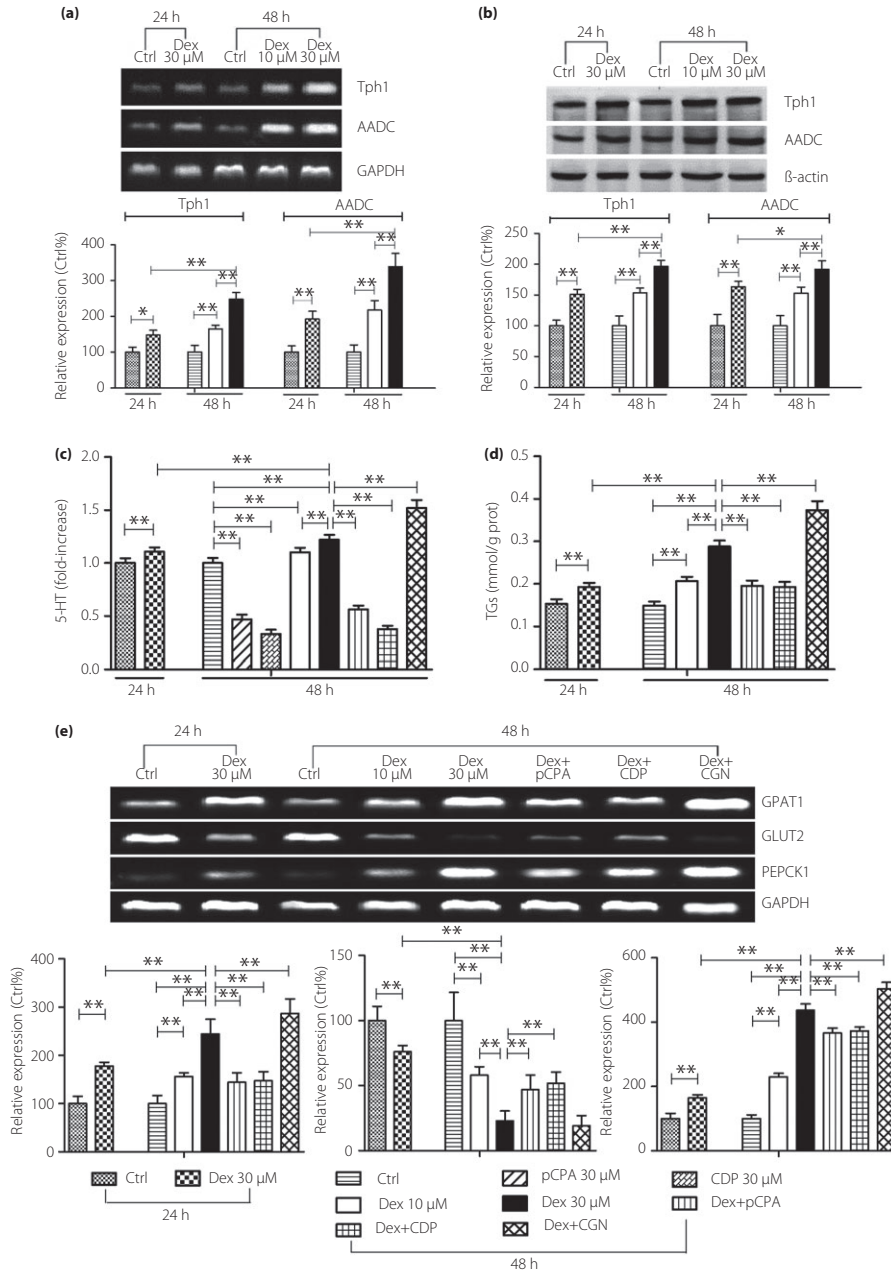 (a)
24 h 48 h
Ctrl Dex 30 µM Ctrl Dex 10 µM Dex 30 µM
Tph1
AADC
GAPDH
Tph1 AADC
Relative expression (Ctrl%)
400
300
200
100
0
* ** ** ** ** ** ** **
24 h 48 h 24 h 48 h
(b)
24 h 48 h
Ctrl Dex 30 µM Ctrl Dex 10 µM Dex 30 µM
Tph1
AADC
ß-actin
Tph1 AADC
Relative expression (Ctrl%)
250
200
150
100
50
0
** ** ** ** ** ** ** *
24 h 48 h 24 h 48 h
(c)
5-HT (fold-increase)
2.0
1.5
1.0
0.5
0.0
** ** ** ** ** ** ** ** ** **
24 h 48 h
(d)
TGs (mmol/g prot)
0.4
0.3
0.2
0.1
0.0
** ** ** ** ** ** ** **
24 h 48 h
(e)
24 h 48 h
Ctrl Dex 30 µM Ctrl Dex 10 µM Dex 30 µM Dex+ pCPA Dex+ CDP Dex+ CGN
GPAT1
GLUT2
PEPCK1
GAPDH
Relative expression (Ctrl%)
400
300
200
100
0
** ** ** ** ** ** ** **
Relative expression (Ctrl%)
150
100
50
0
** ** ** ** ** ** **
Relative expression (Ctrl%)
600
400
200
0
** ** ** ** ** ** ** **
Ctrl Dex 30 µM
24 h
Ctrl pCPA 30 µM CDP 30 µM
Dex 10 µM Dex 30 µM Dex+pCPA
Dex+CDP Dex+CGN
48 h